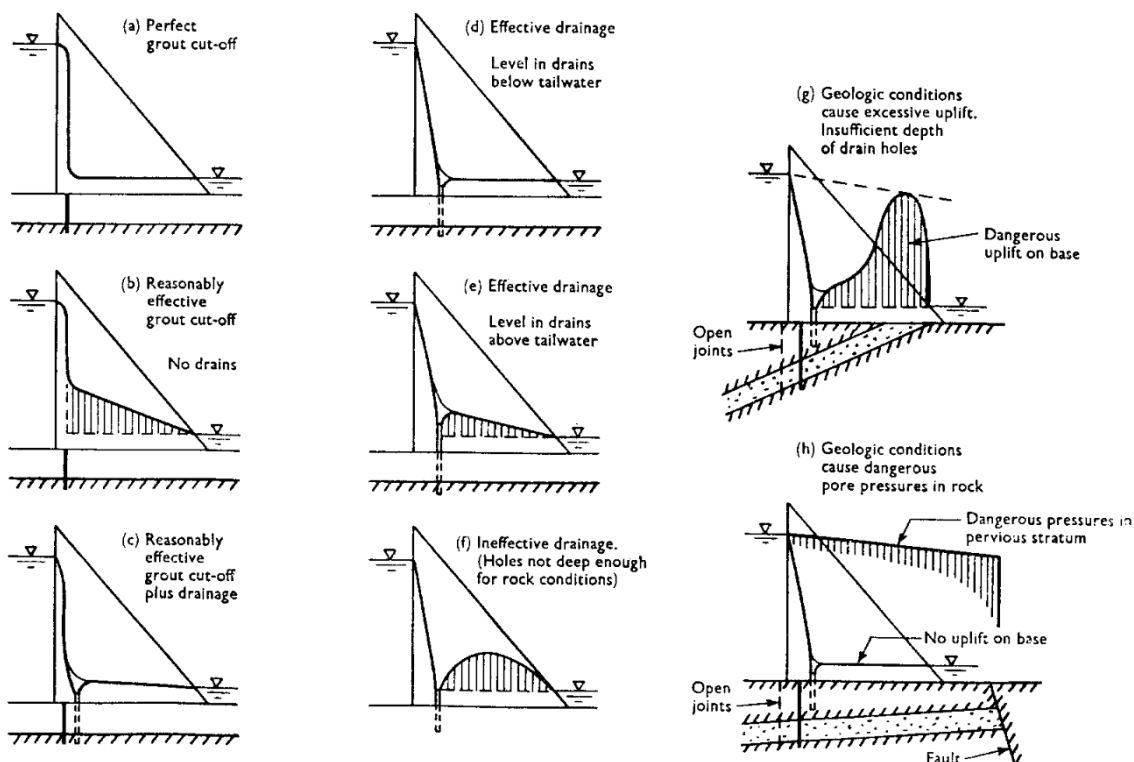 (a) Perfect
grout cut-off
(b) Reasonably
effective
grout cut-off
No drains
(c) Reasonably
effective
grout cut-off
plus drainage
(d) Effective drainage
Level in drains
below tailwater
(e) Effective drainage
Level in drains
above tailwater
(f) Ineffective drainage.
(Holes not deep enough
for rock conditions)
(g) Geologic conditions
cause excessive uplift.
Insufficient depth
of drain holes
Dangerous
uplift on base
Open
joints
(h) Geologic conditions
cause dangerous
pore pressures in rock
Dangerous pressures in
pervious stratum
No uplift on base
Open
joints
Fault